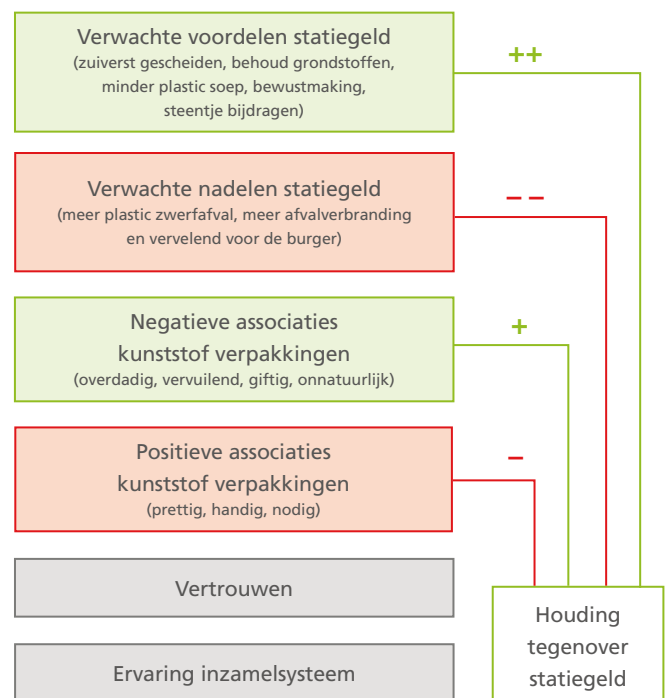 Verwachte voordelen statiegeld
(zuiverst gescheiden, behoud grondstoffen,
minder plastic soep, bewustmaking,
steentje bijdragen)
++
Verwachte nadelen statiegeld
(meer plastic zwerfafval, meer afvalverbranding
en vervelend voor de burger)
– –
Negatieve associaties
kunststof verpakkingen
(overdadig, vervuilend, giftig, onnatuurlijk)
+
Positieve associaties
kunststof verpakkingen
(prettig, handig, nodig)
–
Vertrouwen
Ervaring inzamelsysteem
Houding
tegenover
statiegeld